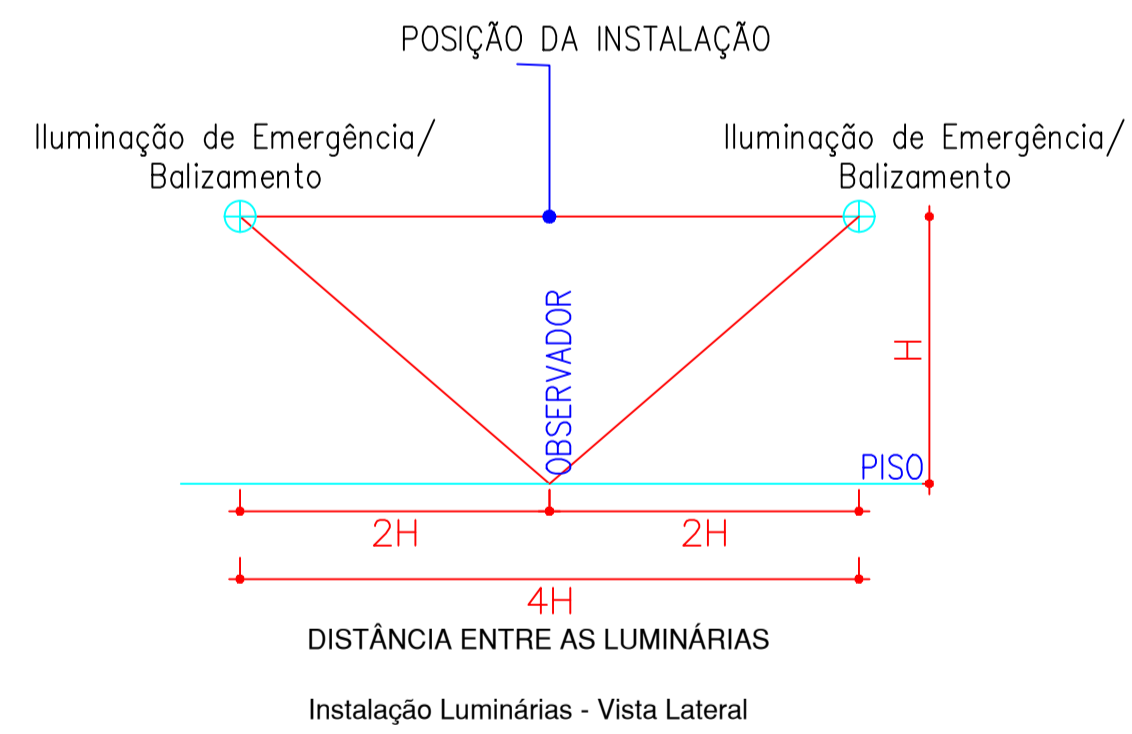 POSIÇÃO DA INSTALAÇÃO
Iluminação de Emergência/
Balizamento
Iluminação de Emergência/
Balizamento
OBSERVADOR
H
PISO
2H
2H
4H
DISTÂNCIA ENTRE AS LUMINÁRIAS
Instalação Luminárias - Vista Lateral